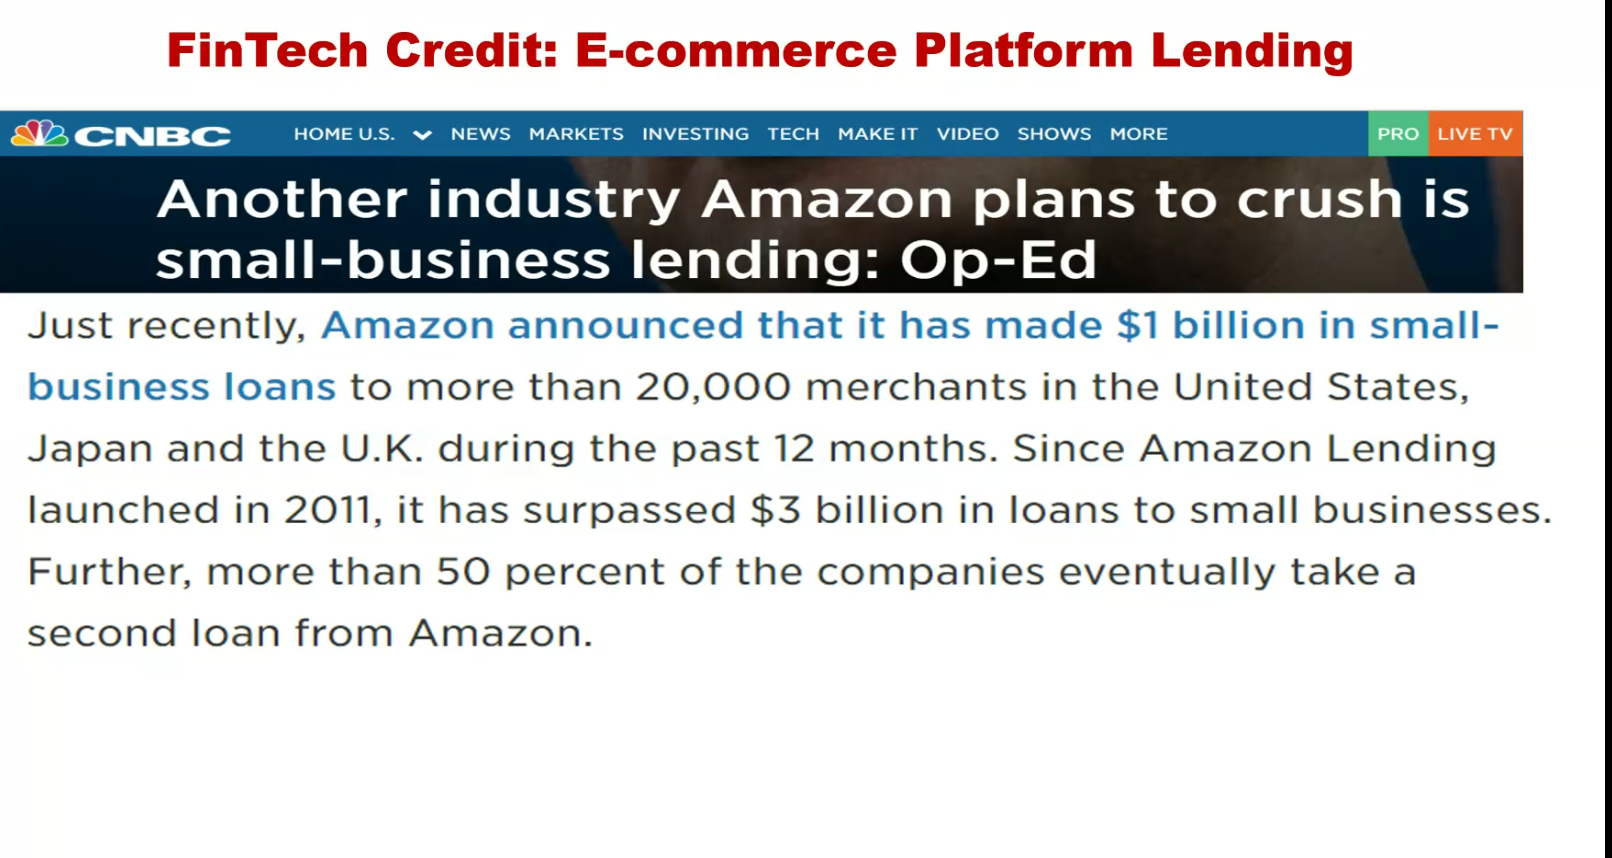 FinTech Credit: E-commerce Platform Lending
CNBC HOME U.S. NEWS MARKETS INVESTING TECH MAKE IT VIDEO SHOWS MORE PRO LIVE TV
Another industry Amazon plans to crush is
small-business lending: Op-Ed
Just recently, Amazon announced that it has made $1 billion in small-
business loans to more than 20,000 merchants in the United States,
Japan and the U.K. during the past 12 months. Since Amazon Lending
launched in 2011, it has surpassed $3 billion in loans to small businesses.
Further, more than 50 percent of the companies eventually take a
second loan from Amazon.